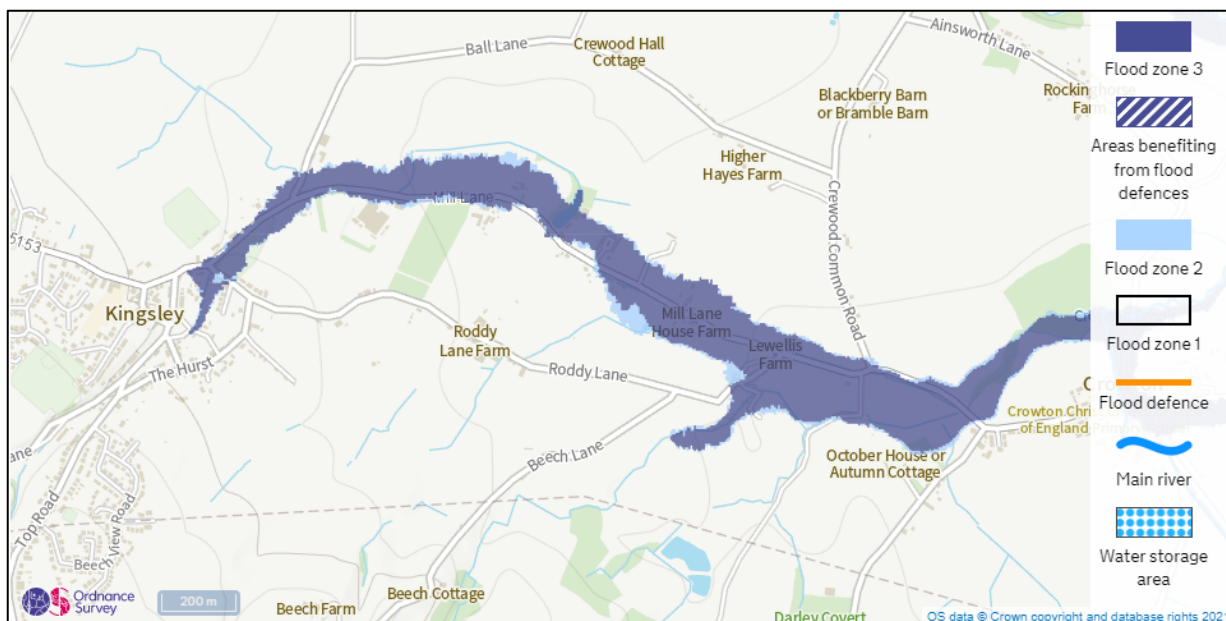 Ainsworth Lane
Ball Lane
Crewood Hall
Cottage
Rockinghorse
Farm
Blackberry Barn
or Bramble Barn
Higher
Hayes Farm
Mill Lane
Crewood Common Road
5153
Kingsley
Mill Lane
House Farm
Roddy
Lane Farm
Lewellis
Farm
The Hurst
Roddy Lane
Crowton Chri
of England Prim
Beech Lane
October House or
Autumn Cottage
ane
Top Road
Beech View Road
Ordnance
Survey
200 m
Beech Farm
Beech Cottage
Darley Covert
OS data © Crown copyright and database rights 202
Flood zone 3
Areas benefiting
from flood
defences
Flood zone 2
Flood zone 1
Flood defence
Main river
Water storage
area